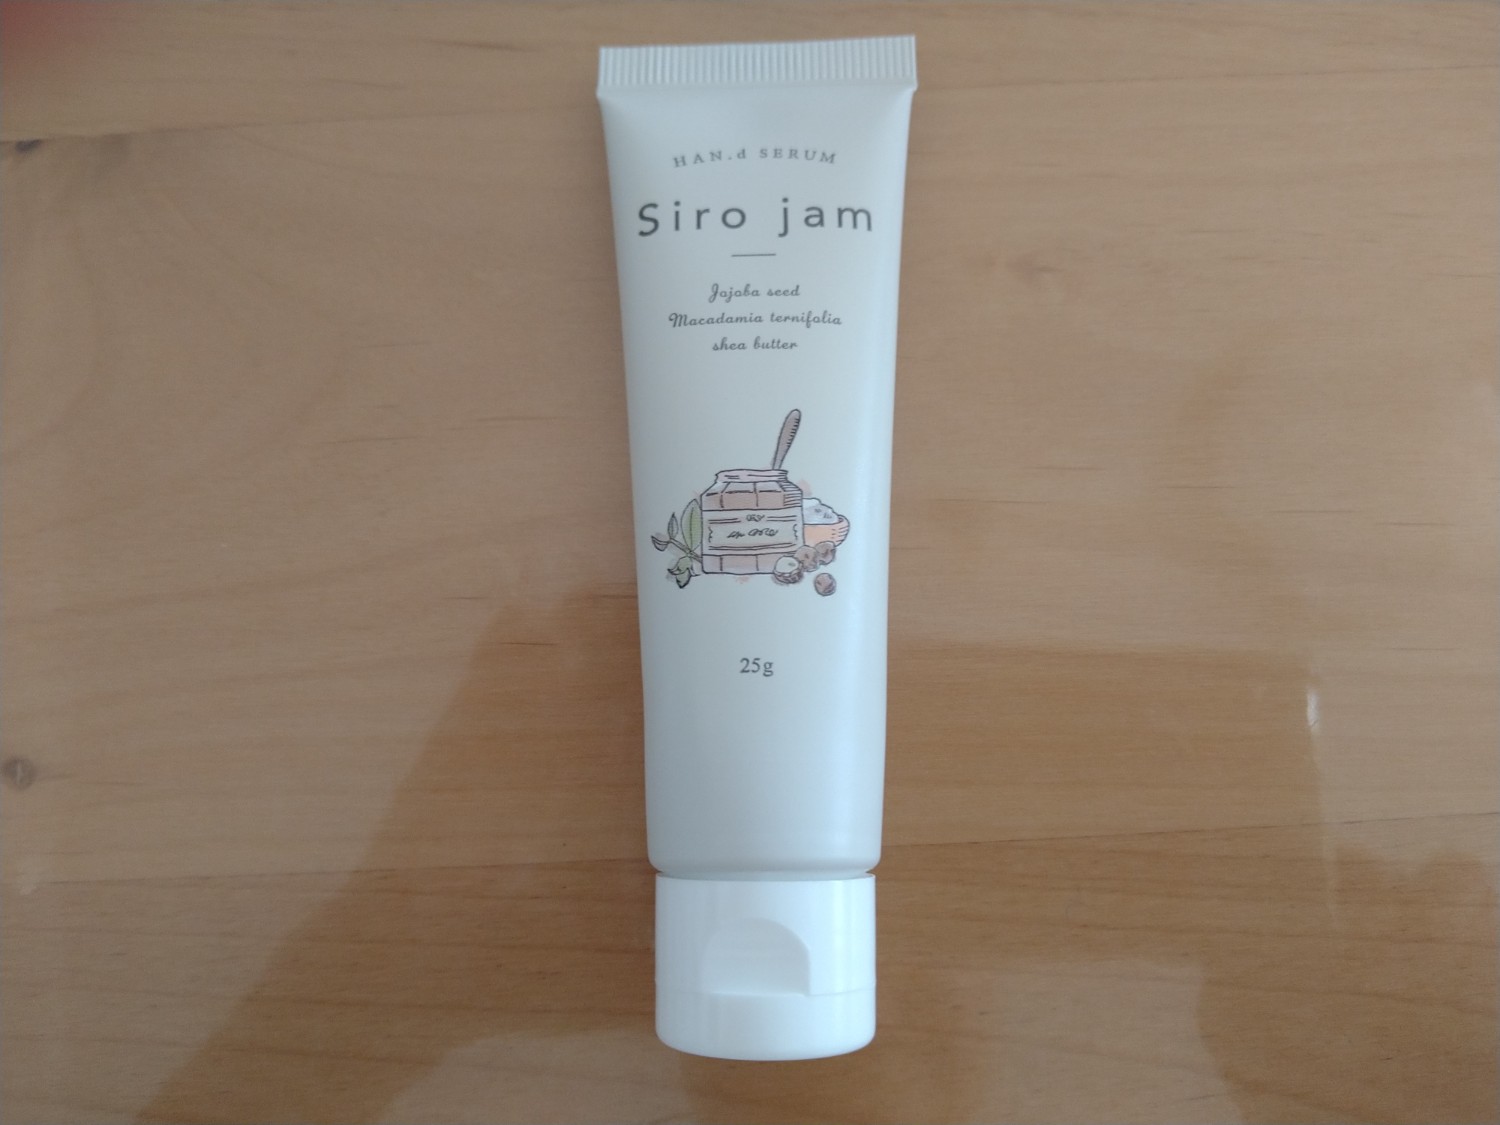 HAN.d SERUM
Siro jam
Jojoba seed
Macadamia ternifolia
shea butter
25g